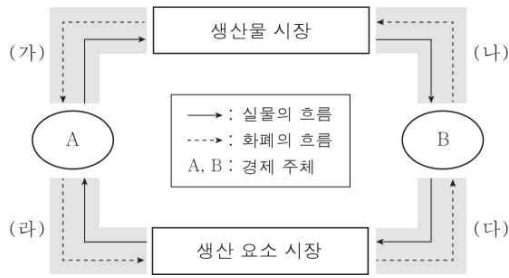 생산물 시장
(가)
(나)
: 실물의 흐름
: 화폐의 흐름
A, B : 경제 주체
A
B
(라)
(다)
생산 요소 시장